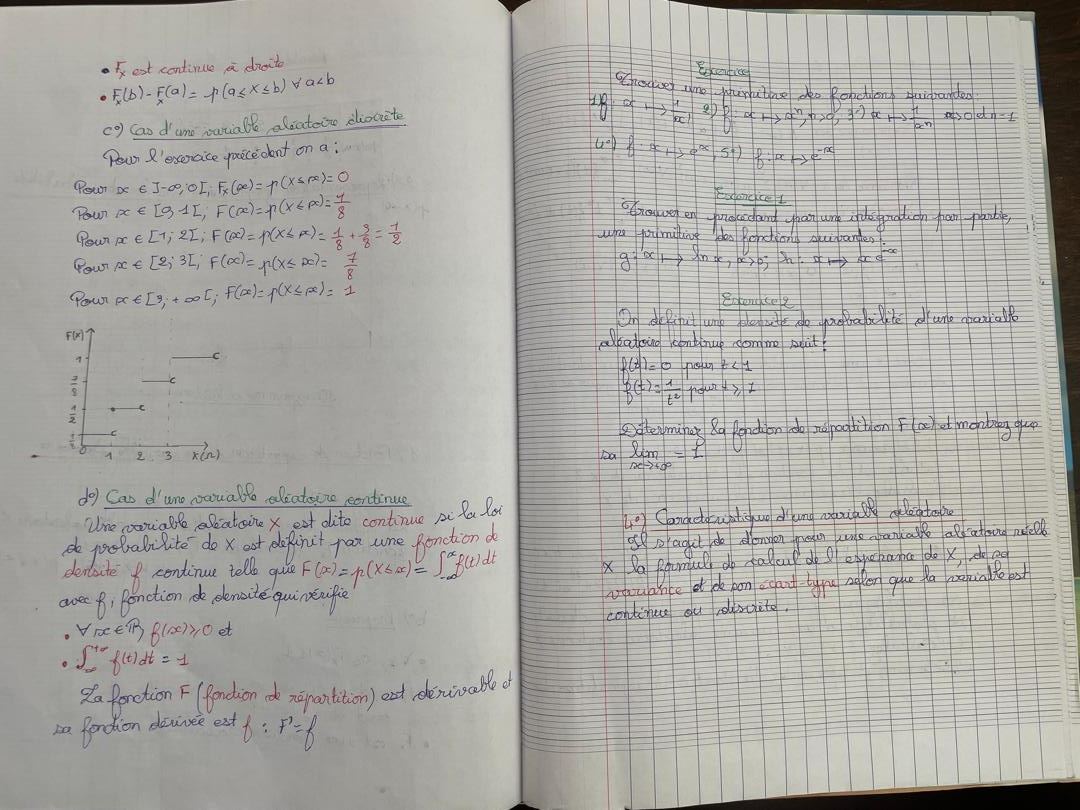 • Fx est continue à droite
• Fx(b) - Fx(a) = p(a ≤ X ≤ b) ∀ a < b
c°) Cas d'une variable aléatoire discrète
Pour l'exercice précédent on a :
Pour x ∈ ]-∞; 0[, Fx(x) = p(X ≤ x) = 0
Pour x ∈ [0, 1[; F(x) = p(X ≤ x) = 1/8
Pour x ∈ [1; 2[; F(x) = p(X ≤ x) = 1/8 + 3/8 = 1/2
Pour x ∈ [2; 3[; F(x) = p(X ≤ x) = 7/8
Pour x ∈ [3; +∞[; F(x) = p(X ≤ x) = 1
F(x)
1
7/8
1/2
0 1 2 3 X(Ω)
d°) Cas d'une variable aléatoire continue
Une variable aléatoire X est dite continue si la loi
de probabilité de X est définit par une fonction de
densité f continue telle que F(x) = p(X ≤ x) = ∫_{-∞}^{x} f(t) dt
avec f, fonction de densité qui vérifie
• ∀ x ∈ ℝ, f(x) ≥ 0 et
• ∫_{-∞}^{+∞} f(t) dt = 1
La fonction F (fonction de répartition) est dérivable et
sa fonction dérivée est f : F' = f
Exercice
Trouver une primitive des fonctions suivantes:
1°) f: x ↦ 1/x; 2°) f: x ↦ x^n, n>0, 3°) x ↦ 1/x^n x>0 n=1
4°) f: x ↦ e^x, 5°) f: x ↦ e^{-x}
Exercice 1
Trouver en procédant par une intégration par partie,
une primitive des fonctions suivantes:
g: x ↦ ln x, x>0; h: x ↦ x e^{-x}
Exercice 2
On définit une densité de probabilité d'une variable
aléatoire continue comme suit:
f(t) = 0 pour t < 1
f(t) = 1/t² pour t ≥ 1
Déterminez la fonction de répartition F(x) et montrez que
sa lim_{x→+∞} = 1
4°) Caractéristique d'une variable aléatoire
Il s'agit de donner pour une variable aléatoire réelle
X la formule de calcul de l'espérance de X, de sa
variance et de son écart-type selon que la variable est
continue ou discrète.